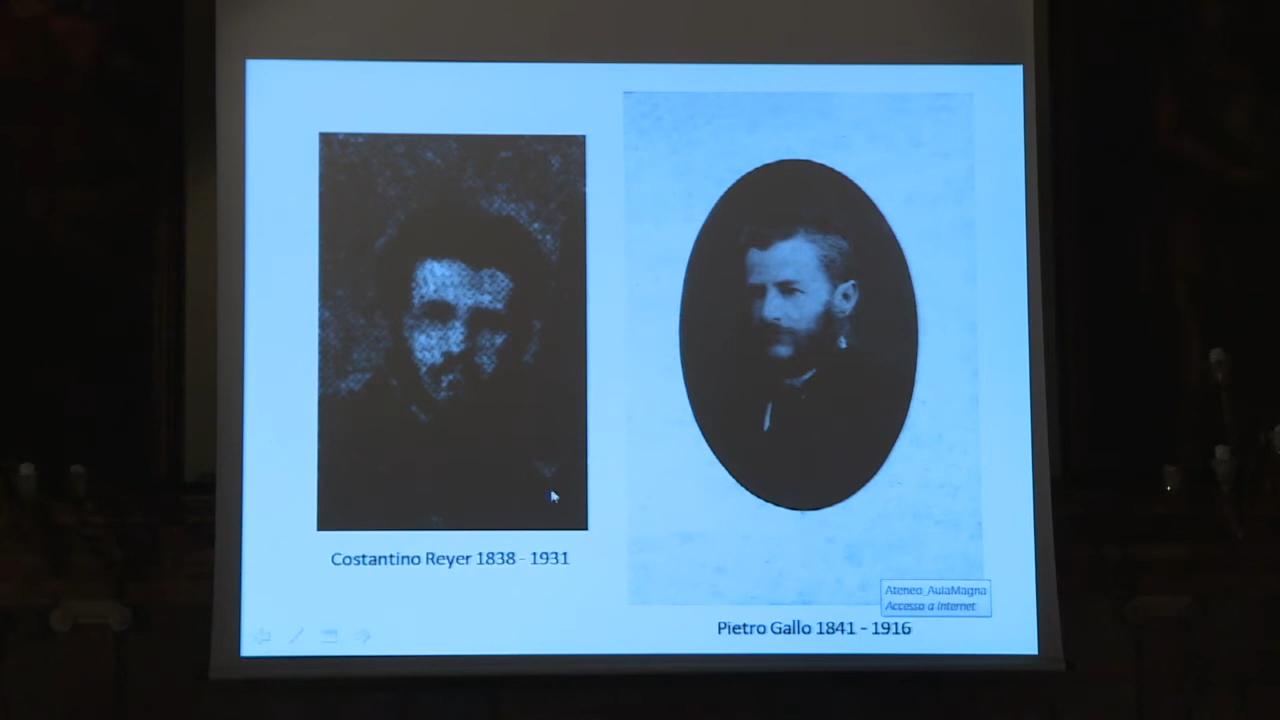 Costantino Reyer 1838 - 1931
Ateneo_AulaMagna
Accesso a Internet
Pietro Gallo 1841 - 1916